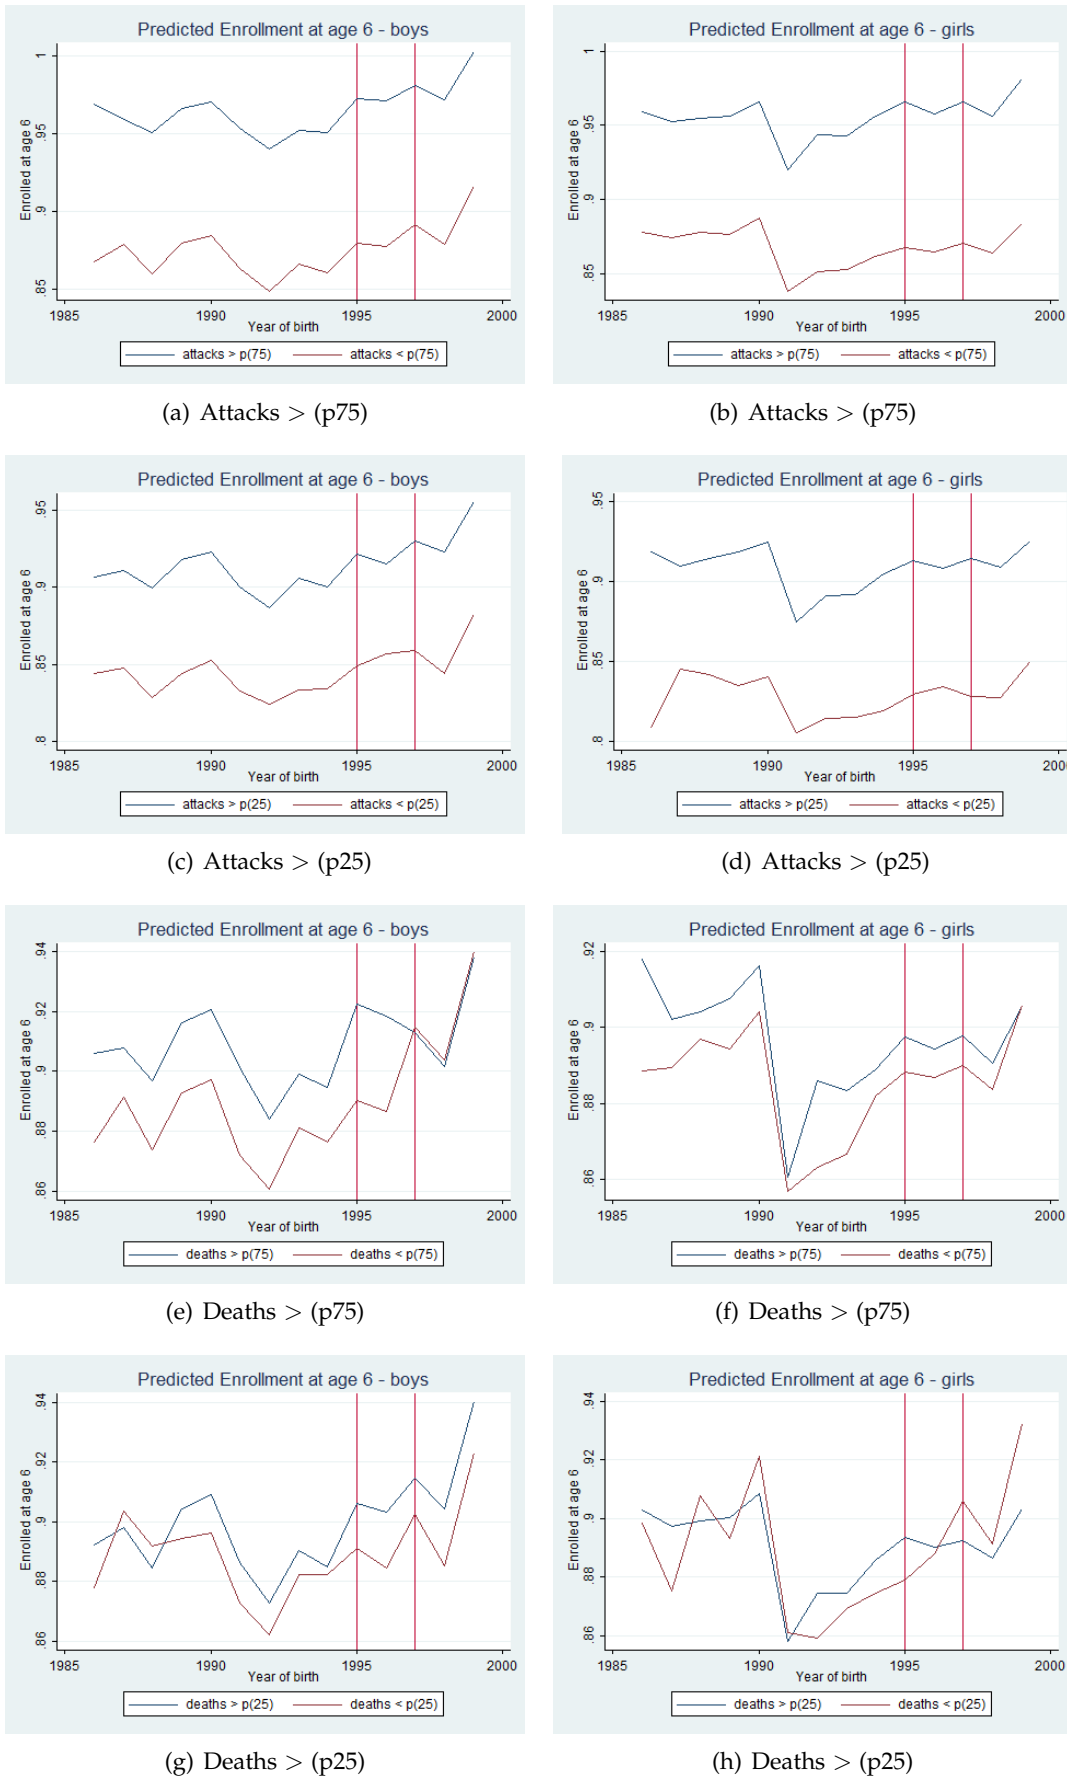 Predicted Enrollment at age 6 - boys
Enrolled at age 6
1
.95
.9
.85
1985 1990 1995 2000
Year of birth
attacks > p(75) attacks < p(75)
(a) Attacks > (p75)
Predicted Enrollment at age 6 - girls
Enrolled at age 6
1
.95
.9
.85
1985 1990 1995 2000
Year of birth
attacks > p(75) attacks < p(75)
(b) Attacks > (p75)
Predicted Enrollment at age 6 - boys
Enrolled at age 6
.95
.9
.85
.8
1985 1990 1995 2000
Year of birth
attacks > p(25) attacks < p(25)
(c) Attacks > (p25)
Predicted Enrollment at age 6 - girls
Enrolled at age 6
.95
.9
.85
.8
1985 1990 1995 2000
Year of birth
attacks > p(25) attacks < p(25)
(d) Attacks > (p25)
Predicted Enrollment at age 6 - boys
Enrolled at age 6
.94
.92
.9
.88
.86
1985 1990 1995 2000
Year of birth
deaths > p(75) deaths < p(75)
(e) Deaths > (p75)
Predicted Enrollment at age 6 - girls
Enrolled at age 6
.92
.9
.88
.86
1985 1990 1995 2000
Year of birth
deaths > p(75) deaths < p(75)
(f) Deaths > (p75)
Predicted Enrollment at age 6 - boys
Enrolled at age 6
.94
.92
.9
.88
.86
1985 1990 1995 2000
Year of birth
deaths > p(25) deaths < p(25)
(g) Deaths > (p25)
Predicted Enrollment at age 6 - girls
Enrolled at age 6
.94
.92
.9
.88
.86
1985 1990 1995 2000
Year of birth
deaths > p(25) deaths < p(25)
(h) Deaths > (p25)